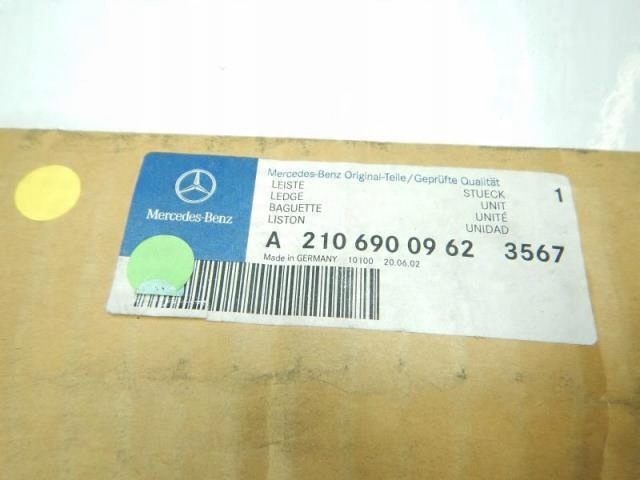 Mercedes-Benz
Mercedes-Benz Original-Teile/Geprüfte Qualität
LEISTE STUECK 1
LEDGE UNIT
BAGUETTE UNITÉ
LISTON UNIDAD
A 210 690 09 62 3567
Made in GERMANY 10100 20.06.02